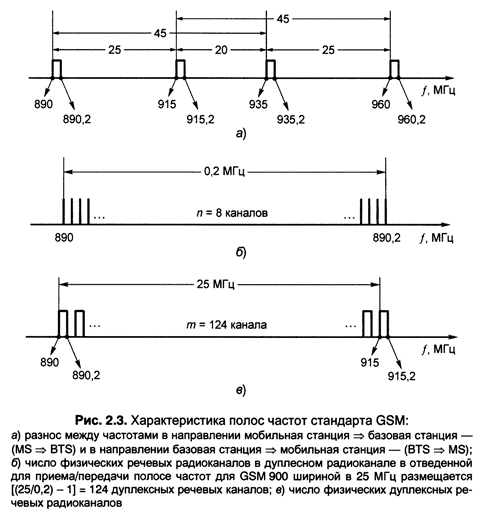 45
45
25
20
25
890
890,2
915
915,2
935
935,2
960
960,2
f, МГц
а)
0,2 МГц
...
n = 8 каналов
...
890
890,2
f, МГц
б)
25 МГц
...
m = 124 канала
...
890
890,2
915
915,2
f, МГц
в)
Рис. 2.3. Характеристика полос частот стандарта GSM:
а) разнос между частотами в направлении мобильная станция ⇒ базовая станция —
(MS ⇒ BTS) и в направлении базовая станция ⇒ мобильная станция — (BTS ⇒ MS);
б) число физических речевых радиоканалов в дуплесном радиоканале в отведенной
для приема/передачи полосе частот для GSM 900 шириной в 25 МГц размещается
[(25/0,2) – 1] = 124 дуплексных речевых каналов; в) число физических дуплексных ре-
чевых радиоканалов